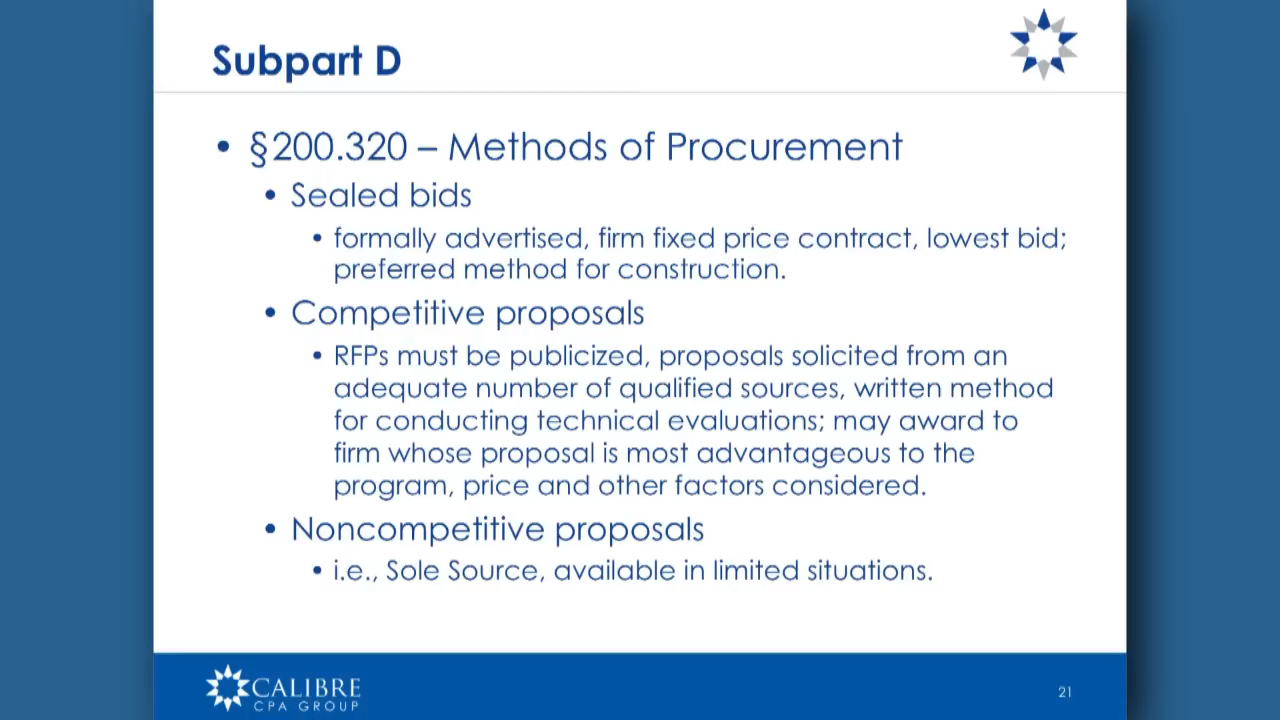 Subpart D
• §200.320 – Methods of Procurement
• Sealed bids
• formally advertised, firm fixed price contract, lowest bid;
preferred method for construction.
• Competitive proposals
• RFPs must be publicized, proposals solicited from an
adequate number of qualified sources, written method
for conducting technical evaluations; may award to
firm whose proposal is most advantageous to the
program, price and other factors considered.
• Noncompetitive proposals
• i.e., Sole Source, available in limited situations.
CALIBRE
CPA GROUP
21